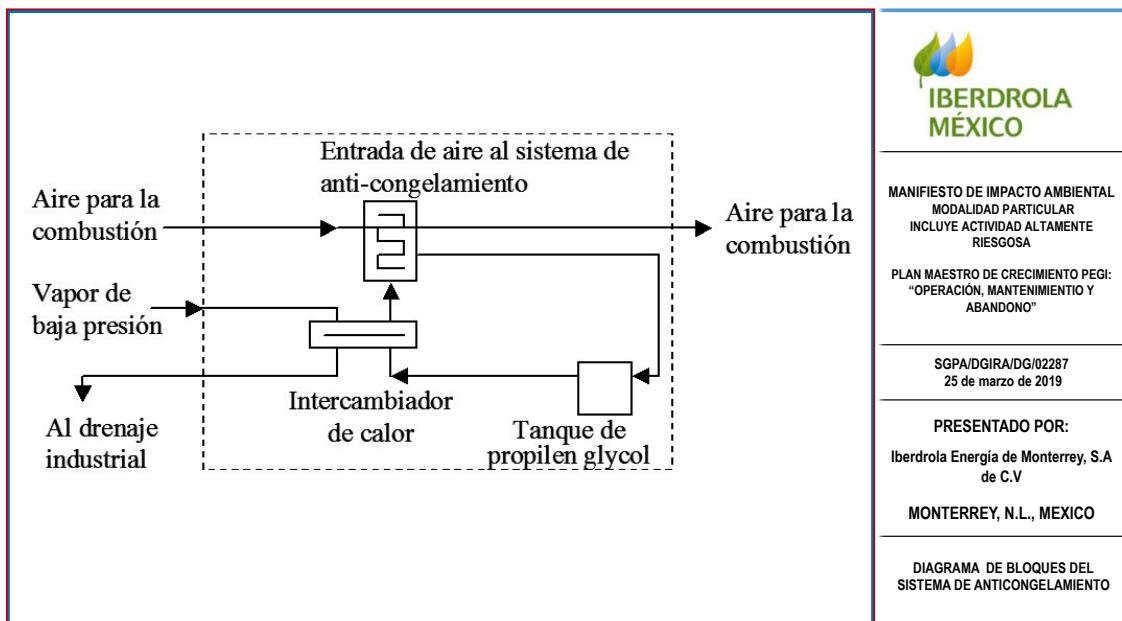 Entrada de aire al sistema de
anti-congelamiento
Aire para la
combustión
Aire para la
combustión
Vapor de
baja presión
Intercambiador
de calor
Al drenaje
industrial
Tanque de
propilen glycol
IBERDROLA
MÉXICO
MANIFIESTO DE IMPACTO AMBIENTAL
MODALIDAD PARTICULAR
INCLUYE ACTIVIDAD ALTAMENTE
RIESGOSA
PLAN MAESTRO DE CRECIMIENTO PEGI:
“OPERACIÓN, MANTENIMIENTIO Y
ABANDONO”
SGPA/DGIRA/DG/02287
25 de marzo de 2019
PRESENTADO POR:
Iberdrola Energía de Monterrey, S.A
de C.V
MONTERREY, N.L., MEXICO
DIAGRAMA DE BLOQUES DEL
SISTEMA DE ANTICONGELAMIENTO